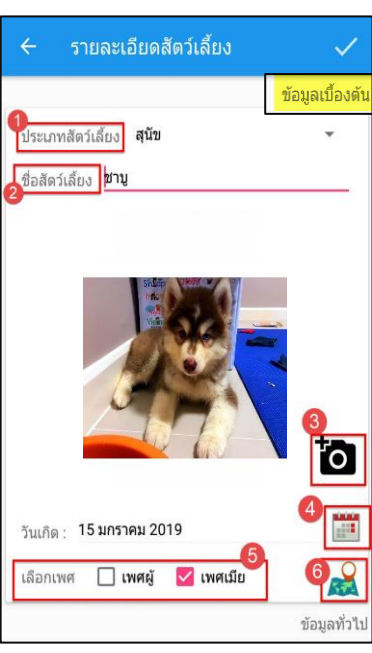 รายละเอียดสัตว์เลี้ยง
ข้อมูลเบื้องต้น
1
ประเภทสัตว์เลี้ยง สุนัข
ชื่อสัตว์เลี้ยง ชาบู
2
3
4
วันเกิด : 15 มกราคม 2019
5
6
เลือกเพศ เพศผู้ เพศเมีย
ข้อมูลทั่วไป